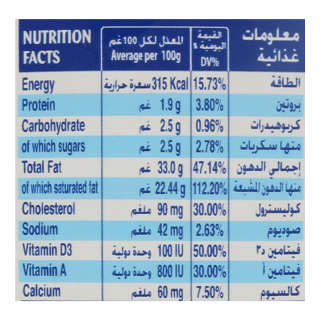 NUTRITION FACTS المعدل لكل 100 غم Average per 100g القيمة اليومية % DV% معلومات غذائية
Energy 315 Kcal سعرة حرارية 15.73% الطاقة
Protein 1.9 g غم 3.80% بروتين
Carbohydrate 2.5 g غم 0.96% كربوهيدرات
of which sugars 2.5 g غم 2.78% منها سكريات
Total Fat 33.0 g غم 47.14% إجمالي الدهون
of which saturated fat 22.44 g غم 112.20% منها الدهون المشبعة
Cholesterol 90 mg ملغم 30.00% كوليسترول
Sodium 42 mg ملغم 2.63% صوديوم
Vitamin D3 100 IU وحدة دولية 50.00% فيتامين د٣
Vitamin A 800 IU وحدة دولية 30.00% فيتامين أ
Calcium 60 mg ملغم 7.50% كالسيوم